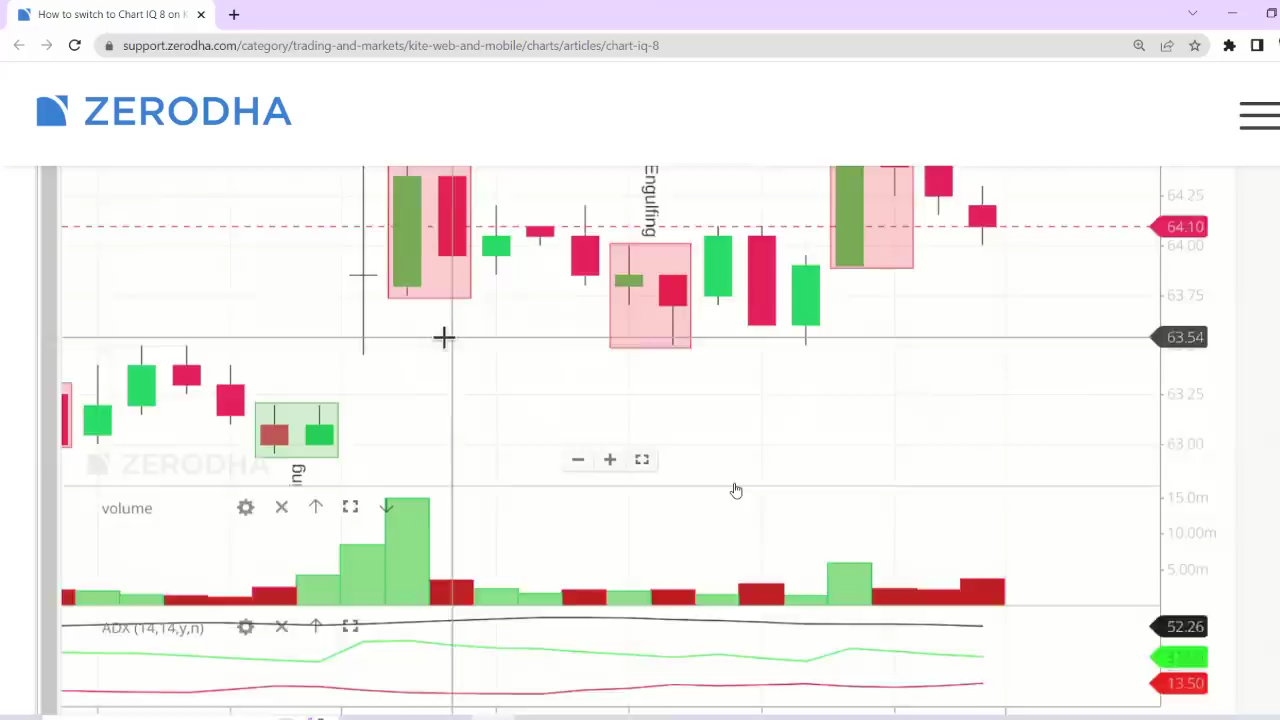 How to switch to Chart IQ 8 on K
support.zerodha.com/category/trading-and-markets/kite-web-and-mobile/charts/articles/chart-iq-8
ZERODHA
Engulfing
64.25
64.10
64.00
63.75
63.54
63.25
63.00
ing
ZERODHA
volume
15.0m
10.00m
5.00m
ADX (14,14,y,n)
52.26
13.50